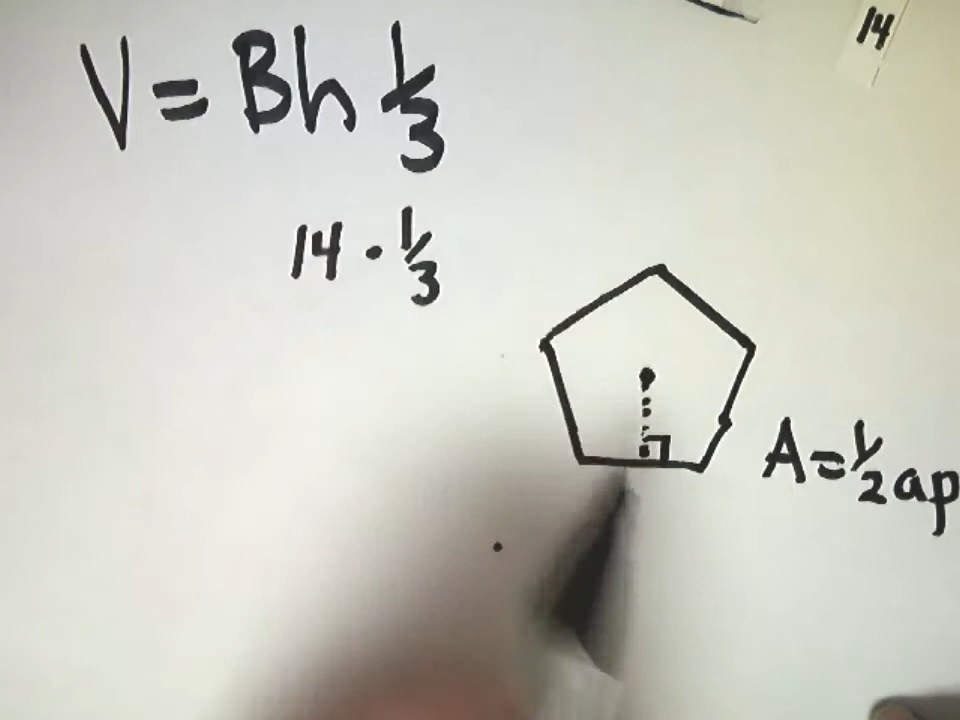 14
V = Bh 1/3
14 · 1/3
A = 1/2 ap